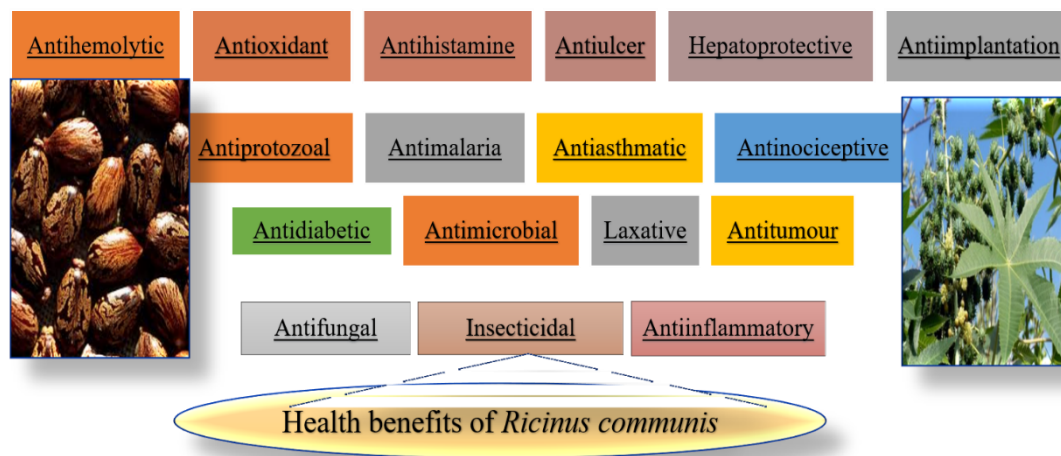 Antihemolytic
Antioxidant
Antihistamine
Antiulcer
Hepatoprotective
Antiimplantation
Antiprotozoal
Antimalaria
Antiasthmatic
Antinociceptive
Antidiabetic
Antimicrobial
Laxative
Antitumour
Antifungal
Insecticidal
Antiinflammatory
Health benefits of Ricinus communis